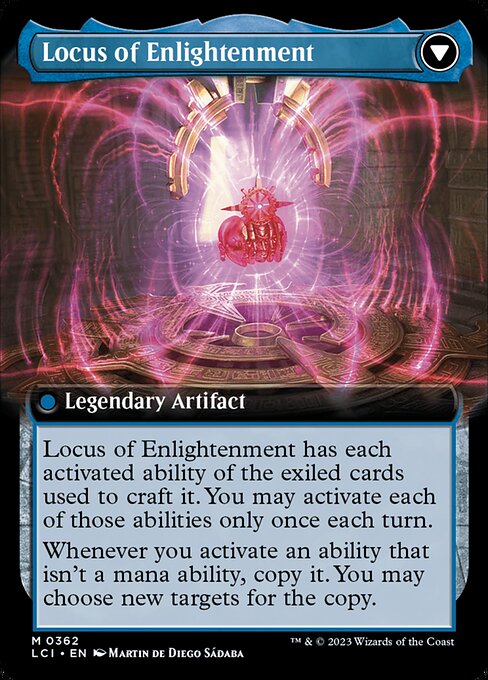 Locus of Enlightenment
Legendary Artifact
Locus of Enlightenment has each
activated ability of the exiled cards
used to craft it. You may activate each
of those abilities only once each turn.
Whenever you activate an ability that
isn't a mana ability, copy it. You may
choose new targets for the copy.
M 0362
LCI • EN Martin de Diego Sádaba
™ & © 2023 Wizards of the Coast